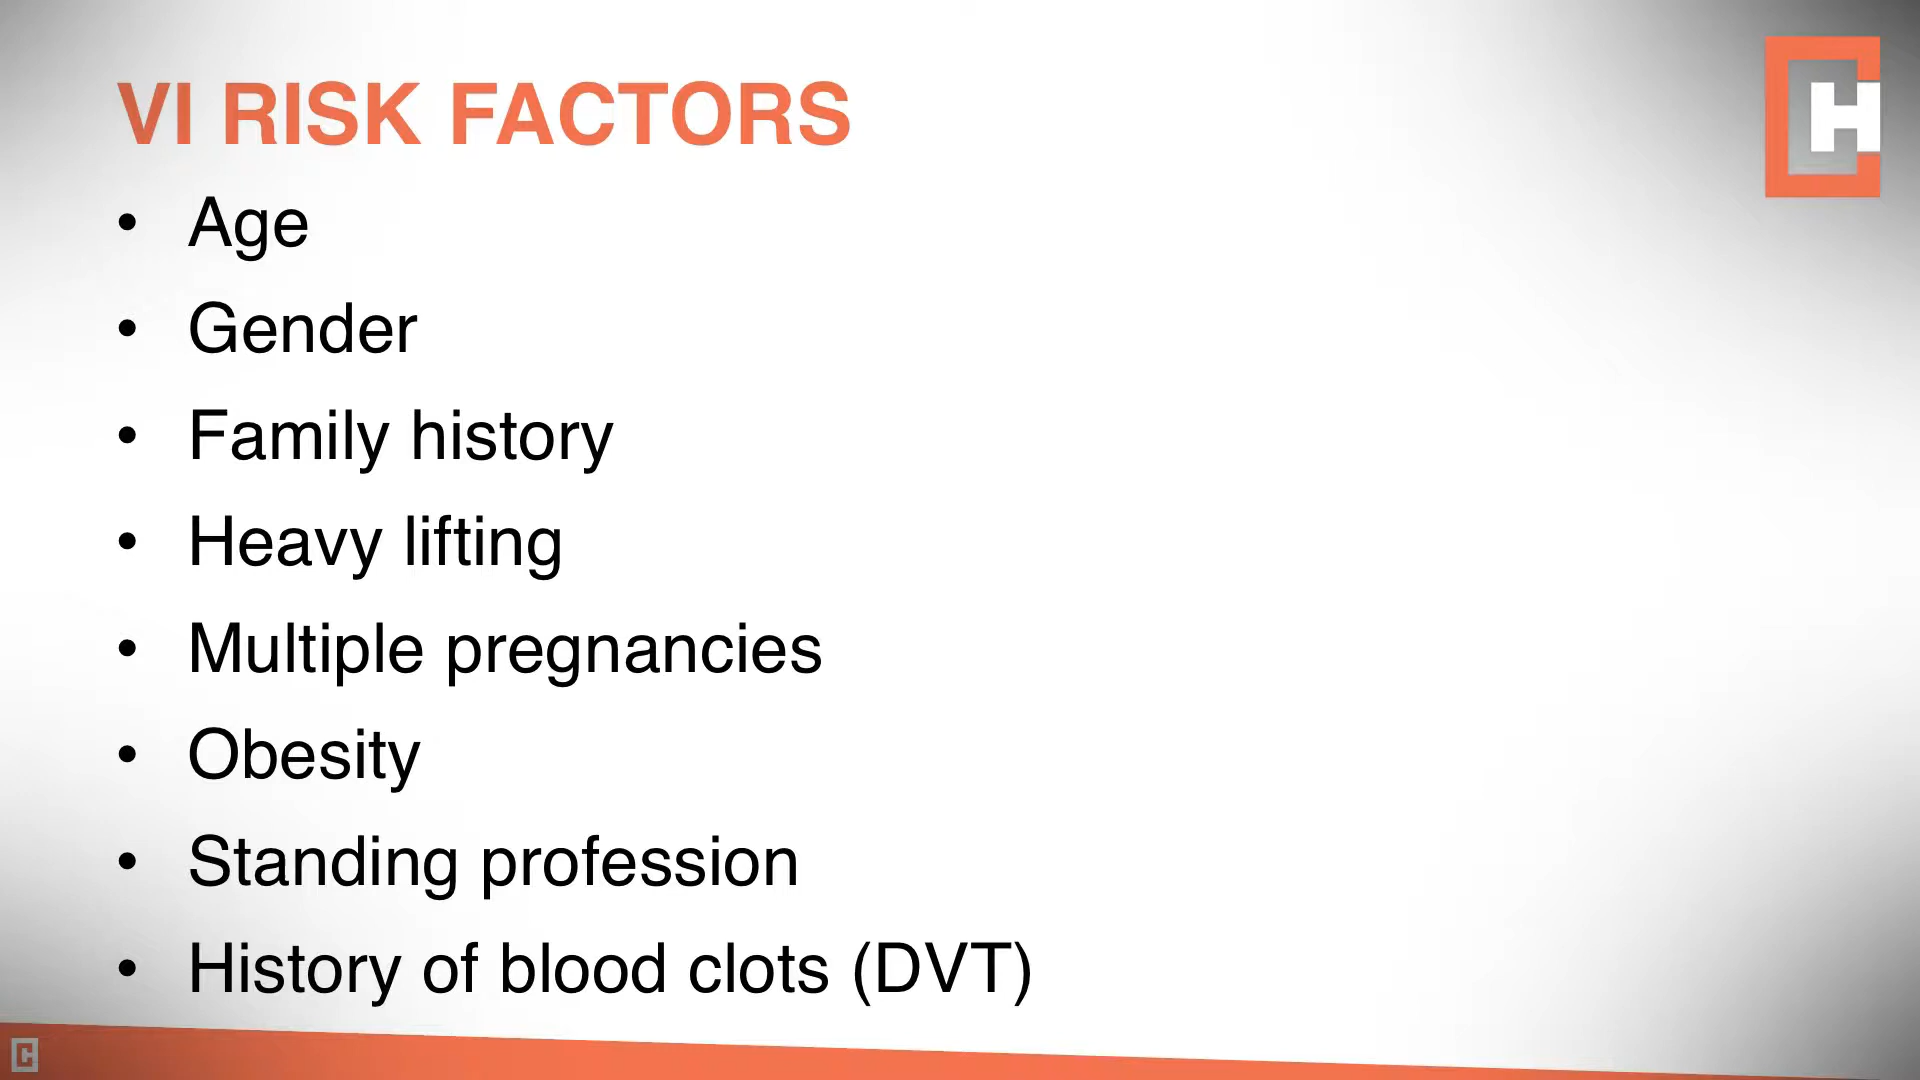 VI RISK FACTORS
• Age
• Gender
• Family history
• Heavy lifting
• Multiple pregnancies
• Obesity
• Standing profession
• History of blood clots (DVT)
CH
C